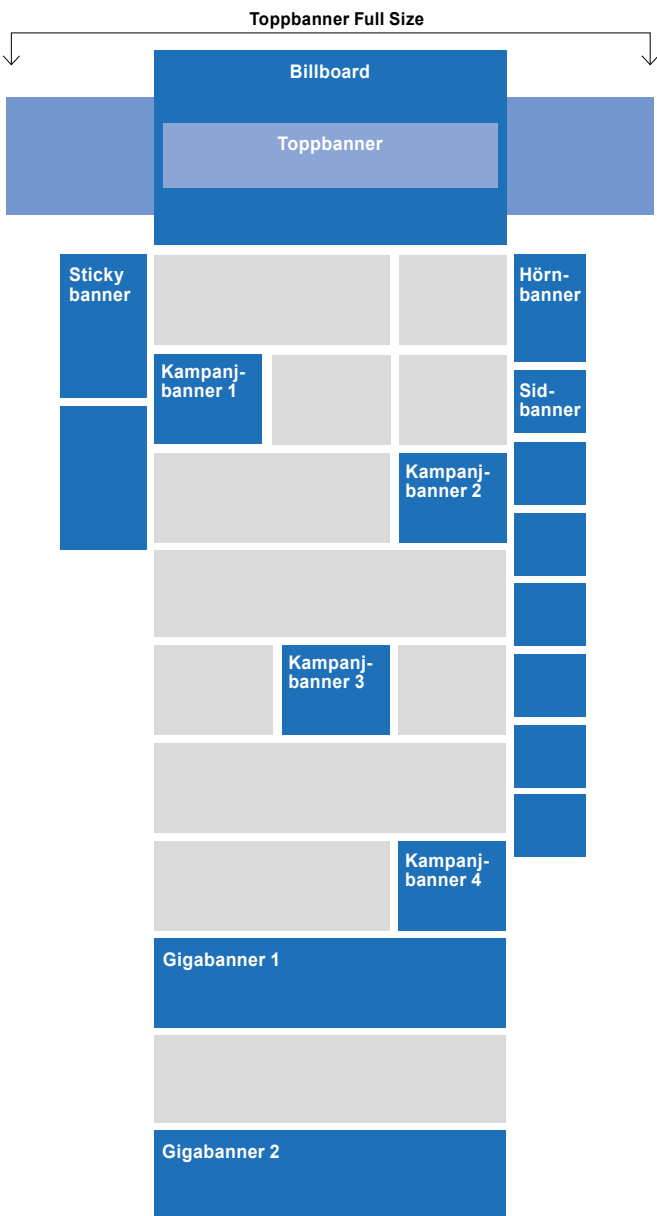 Toppbanner Full Size
Billboard
Toppbanner
Sticky
banner
Hörn-
banner
Kampanj-
banner 1
Sid-
banner
Kampanj-
banner 2
Kampanj-
banner 3
Kampanj-
banner 4
Gigabanner 1
Gigabanner 2